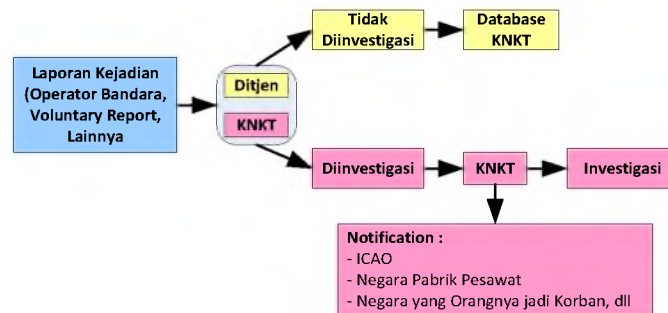 Tidak
Diinvestigasi
Database
KNKT
Laporan Kejadian
(Operator Bandara,
Voluntary Report,
Lainnya
Ditjen
KNKT
Diinvestigasi
KNKT
Investigasi
Notification :
- ICAO
- Negara Pabrik Pesawat
- Negara yang Orangnya jadi Korban, dll